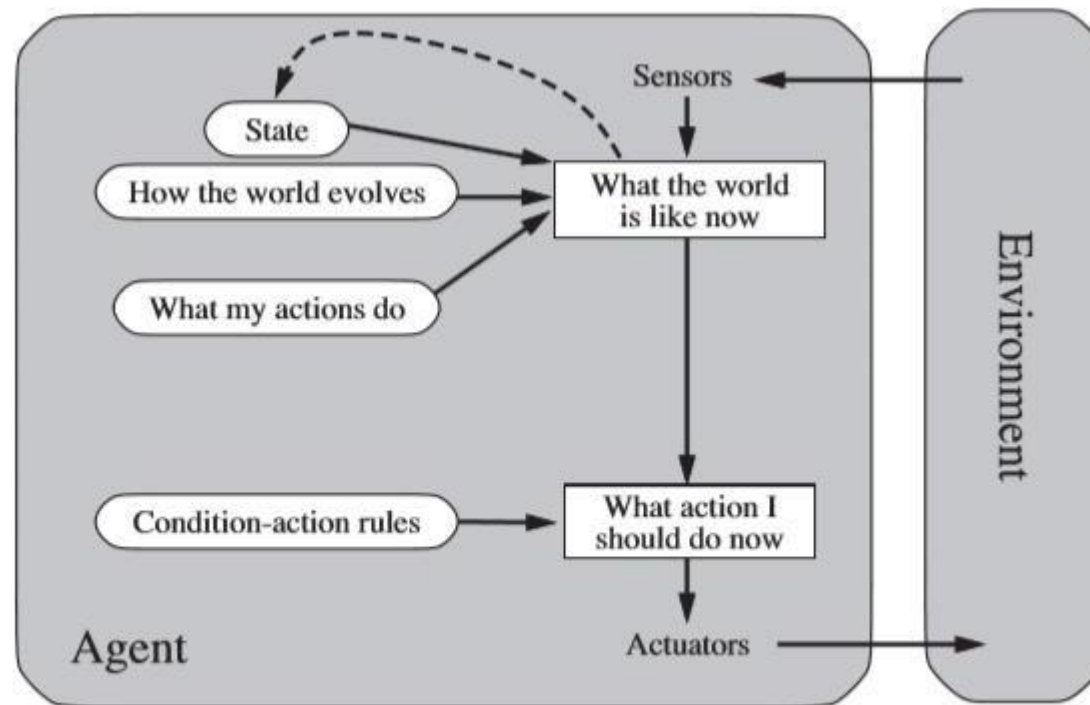 Sensors
State
How the world evolves
What the world
is like now
What my actions do
Environment
Condition-action rules
What action I
should do now
Agent
Actuators